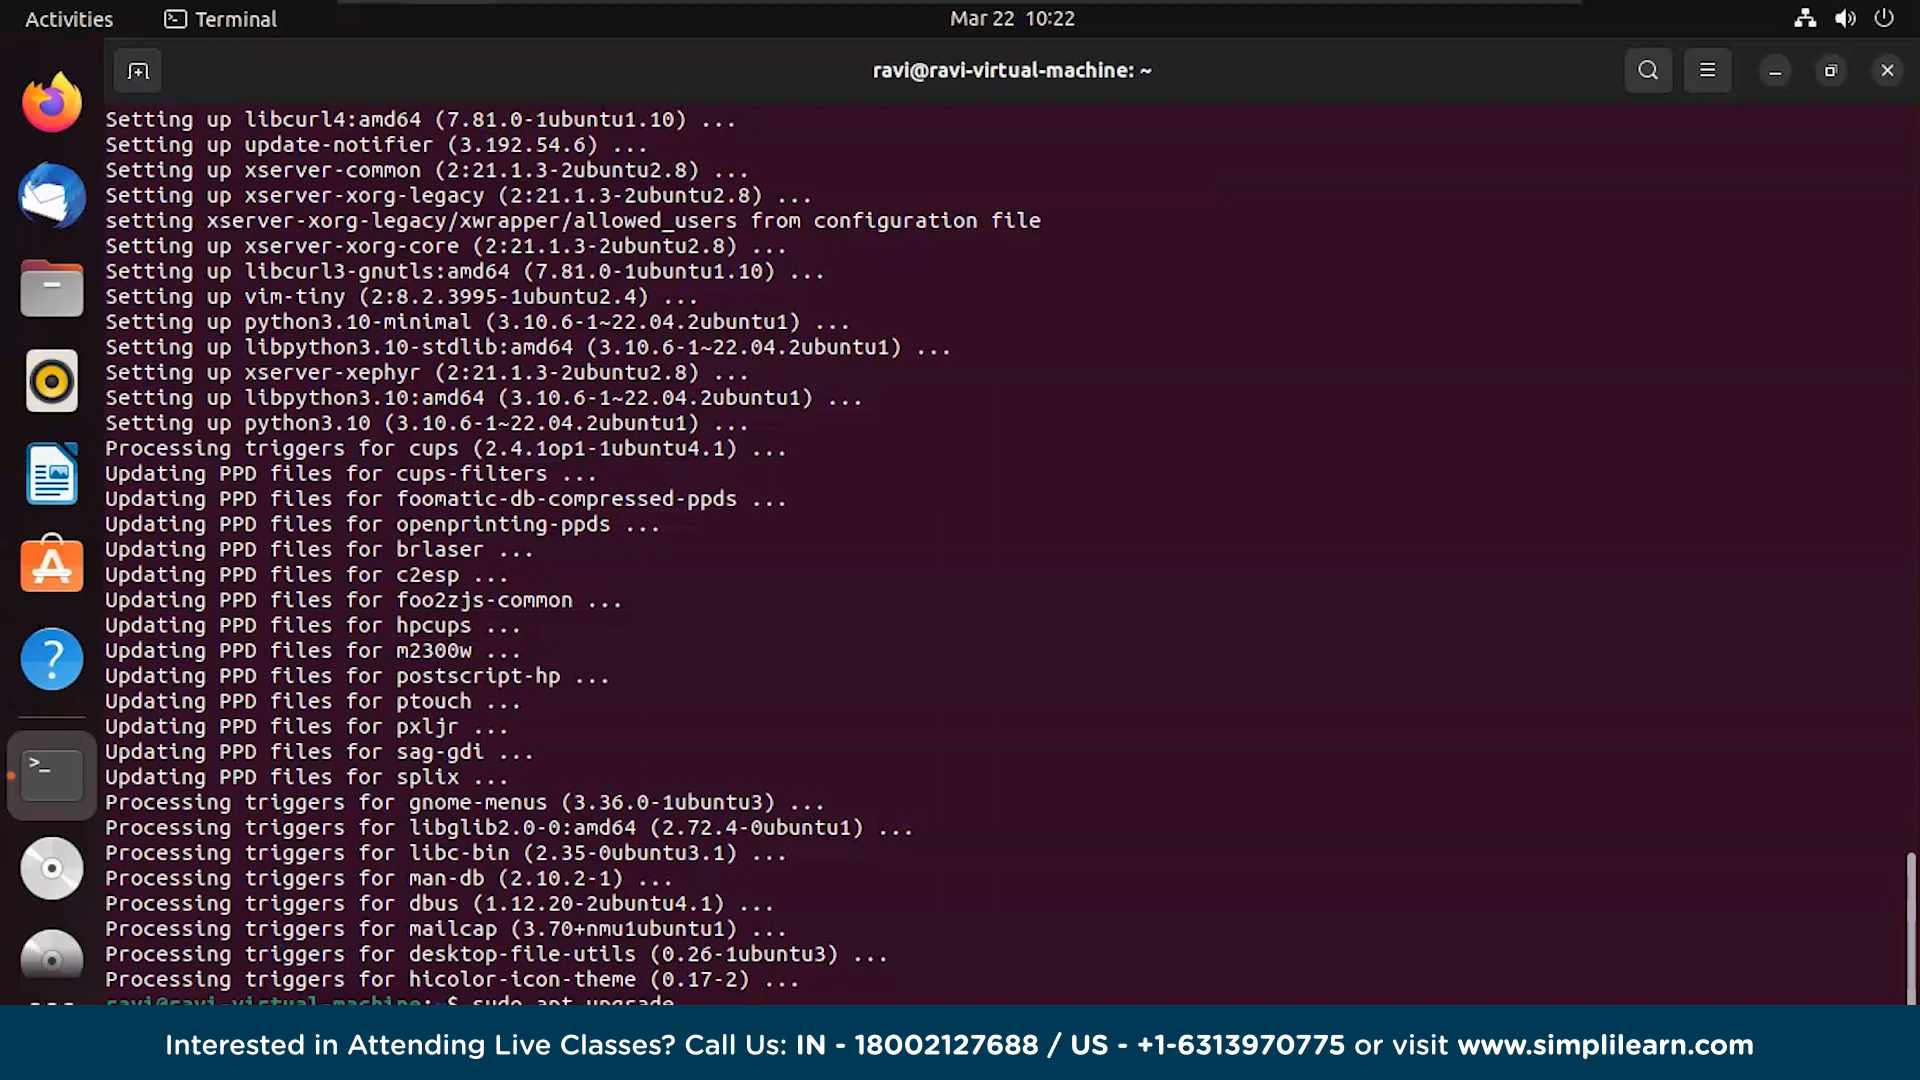 Activities
Terminal
Mar 22 10:22
ravi@ravi-virtual-machine: ~
Setting up libcurl4:amd64 (7.81.0-1ubuntu1.10) ...
Setting up update-notifier (3.192.54.6) ...
Setting up xserver-common (2:21.1.3-2ubuntu2.8) ...
Setting up xserver-xorg-legacy (2:21.1.3-2ubuntu2.8) ...
setting xserver-xorg-legacy/xwrapper/allowed_users from configuration file
Setting up xserver-xorg-core (2:21.1.3-2ubuntu2.8) ...
Setting up libcurl3-gnutls:amd64 (7.81.0-1ubuntu1.10) ...
Setting up vim-tiny (2:8.2.3995-1ubuntu2.4) ...
Setting up python3.10-minimal (3.10.6-1~22.04.2ubuntu1) ...
Setting up libpython3.10-stdlib:amd64 (3.10.6-1~22.04.2ubuntu1) ...
Setting up xserver-xephyr (2:21.1.3-2ubuntu2.8) ...
Setting up libpython3.10:amd64 (3.10.6-1~22.04.2ubuntu1) ...
Setting up python3.10 (3.10.6-1~22.04.2ubuntu1) ...
Processing triggers for cups (2.4.1op1-1ubuntu4.1) ...
Updating PPD files for cups-filters ...
Updating PPD files for foomatic-db-compressed-ppds ...
Updating PPD files for openprinting-ppds ...
Updating PPD files for brlaser ...
Updating PPD files for c2esp ...
Updating PPD files for foo2zjs-common ...
Updating PPD files for hpcups ...
Updating PPD files for m2300w ...
Updating PPD files for postscript-hp ...
Updating PPD files for ptouch ...
Updating PPD files for pxljr ...
Updating PPD files for sag-gdi ...
Updating PPD files for splix ...
Processing triggers for gnome-menus (3.36.0-1ubuntu3) ...
Processing triggers for libglib2.0-0:amd64 (2.72.4-0ubuntu1) ...
Processing triggers for libc-bin (2.35-0ubuntu3.1) ...
Processing triggers for man-db (2.10.2-1) ...
Processing triggers for dbus (1.12.20-2ubuntu4.1) ...
Processing triggers for mailcap (3.70+nmu1ubuntu1) ...
Processing triggers for desktop-file-utils (0.26-1ubuntu3) ...
Processing triggers for hicolor-icon-theme (0.17-2) ...
ravi@ravi-virtual-machine:~$ sudo apt upgrade
Interested in Attending Live Classes? Call Us: IN - 18002127688 / US - +1-6313970775 or visit www.simplilearn.com